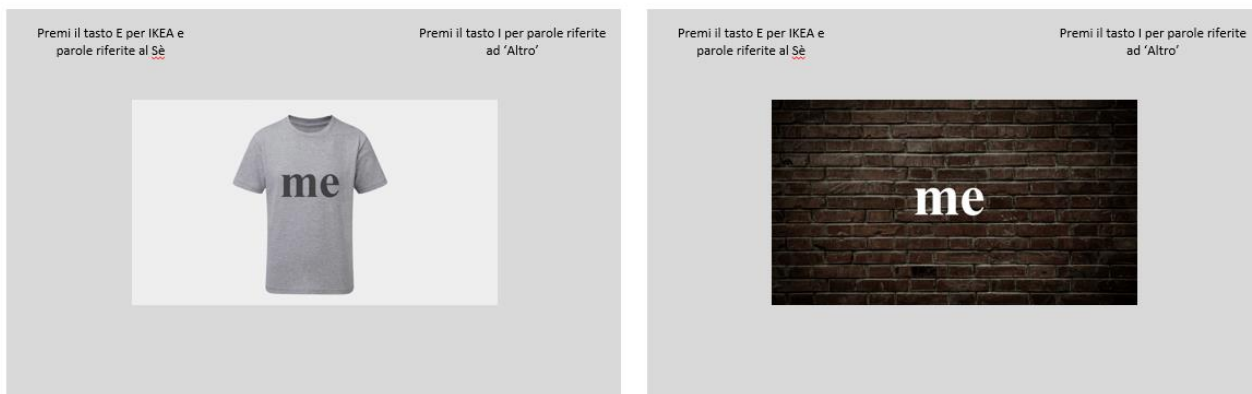 Premi il tasto E per IKEA e
parole riferite al Sè
Premi il tasto I per parole riferite
ad ‘Altro’
me
Premi il tasto E per IKEA e
parole riferite al Sè
Premi il tasto I per parole riferite
ad ‘Altro’
me